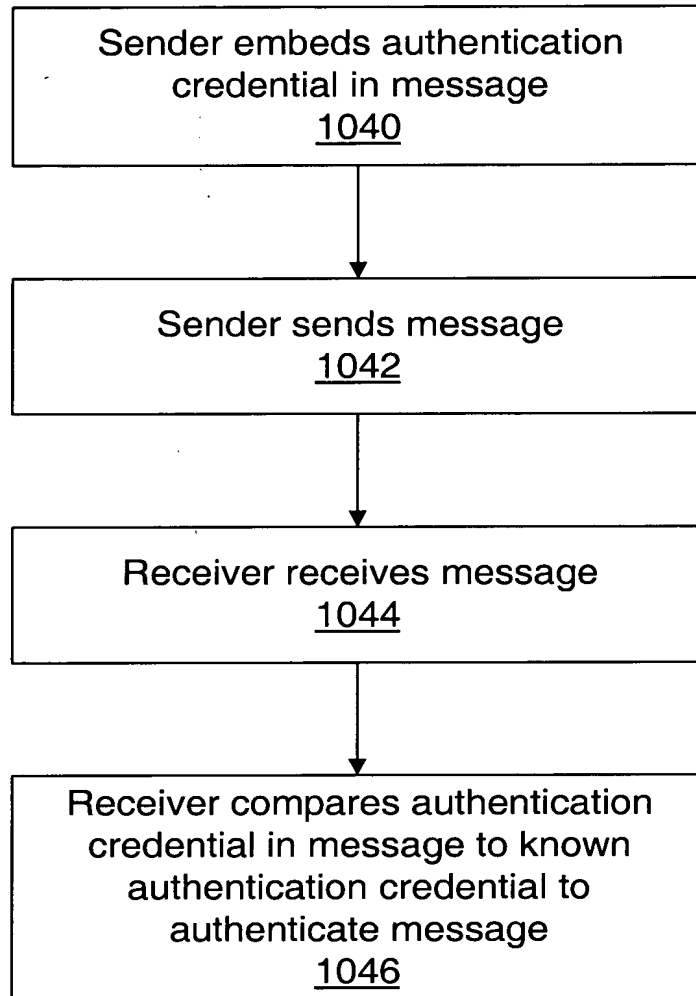 Sender embeds authentication
credential in message
1040
Sender sends message
1042
Receiver receives message
1044
Receiver compares authentication
credential in message to known
authentication credential to
authenticate message
1046